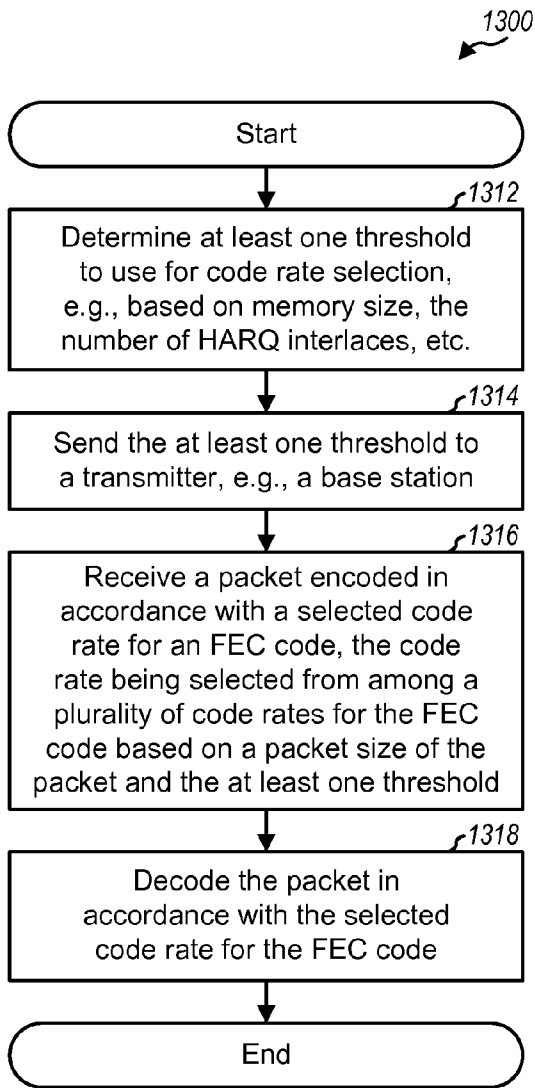 1300
Start
1312
Determine at least one threshold
to use for code rate selection,
e.g., based on memory size, the
number of HARQ interlaces, etc.
1314
Send the at least one threshold to
a transmitter, e.g., a base station
1316
Receive a packet encoded in
accordance with a selected code
rate for an FEC code, the code
rate being selected from among a
plurality of code rates for the FEC
code based on a packet size of the
packet and the at least one threshold
1318
Decode the packet in
accordance with the selected
code rate for the FEC code
End